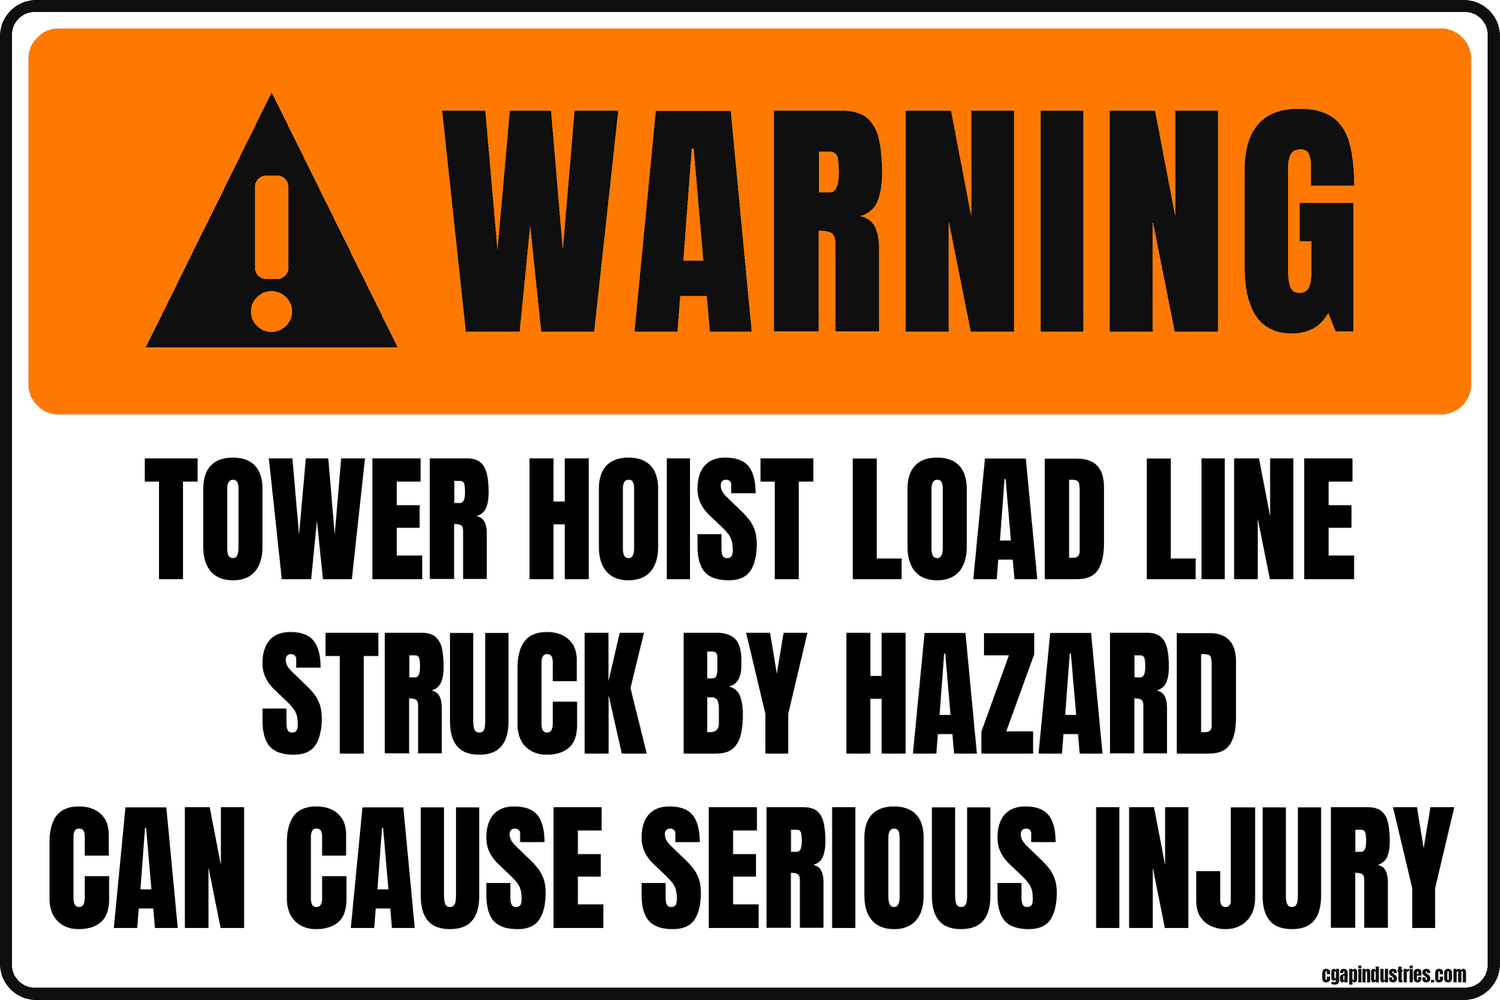 WARNING
TOWER HOIST LOAD LINE
STRUCK BY HAZARD
CAN CAUSE SERIOUS INJURY
cgapindustries.com